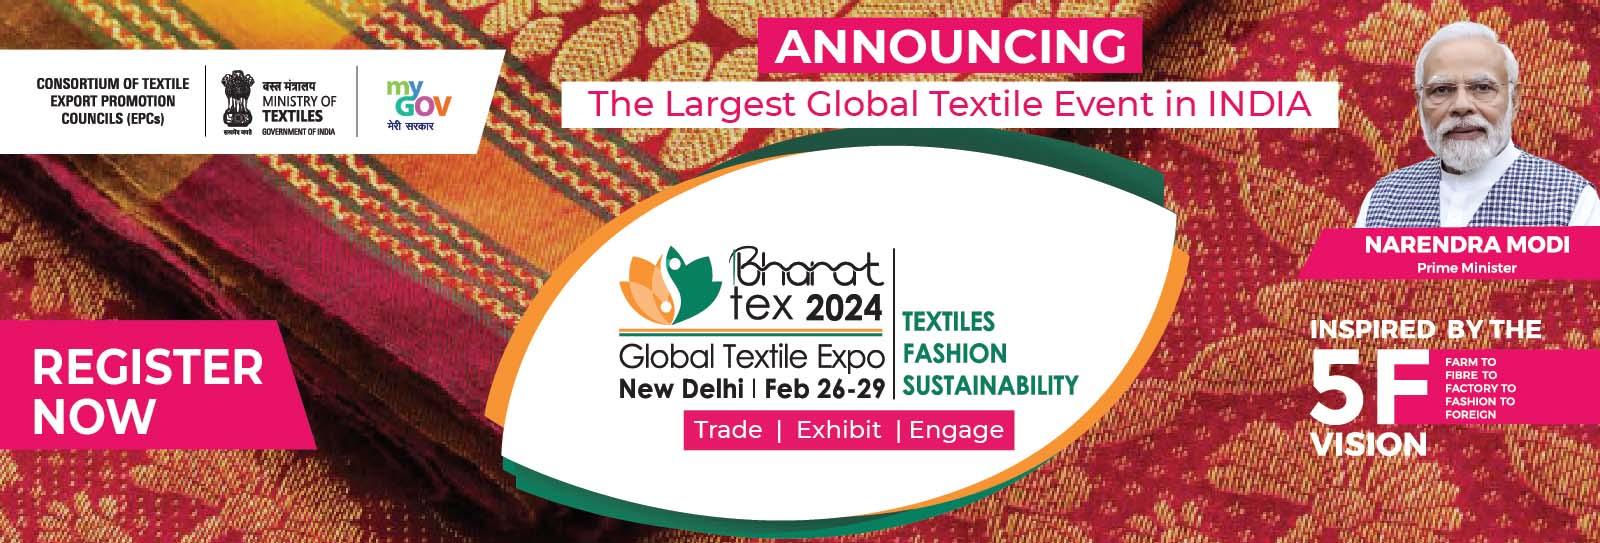 ANNOUNCING
The Largest Global Textile Event in INDIA
CONSORTIUM OF TEXTILE
EXPORT PROMOTION
COUNCILS (EPCs)
सत्यमेव जयते
वस्त्र मंत्रालय
MINISTRY OF
TEXTILES
GOVERNMENT OF INDIA
my
GOV
मेरी सरकार
NARENDRA MODI
Prime Minister
Bharat
tex 2024
Global Textile Expo
New Delhi | Feb 26-29
TEXTILES
FASHION
SUSTAINABILITY
Trade | Exhibit | Engage
REGISTER
NOW
INSPIRED BY THE
5F
FARM TO
FIBRE TO
FACTORY TO
FASHION TO
FOREIGN
VISION